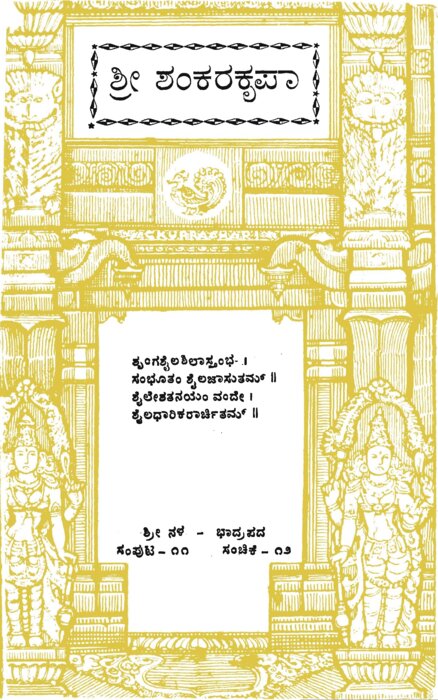 ಶ್ರೀ ಶಂಕರಕೃಪಾ
ಶೃಂಗಶೈಲಶಿಲಾಸ್ತಂಭ- ।
ಸಂಭೂತಂ ಶೈಲಜಾಸುತಮ್ ॥
ಶೈಲೇಶತನಯಂ ವಂದೇ ।
ಶೈಲಧಾರಿಕರಾರ್ಚಿತಮ್ ॥
ಶ್ರೀ ನಳ - ಭಾದ್ರಪದ
ಸಂಪುಟ - ೧೧ ಸಂಚಿಕೆ - ೧೨